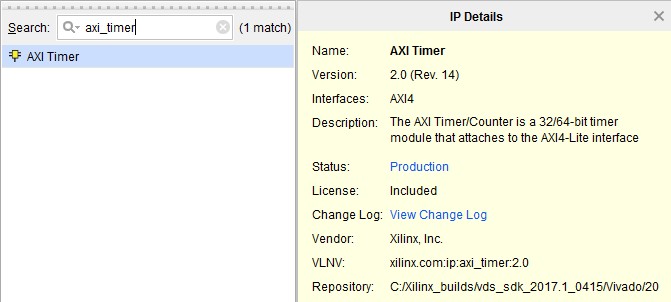 Search: axi_timer (1 match)
AXI Timer
IP Details
Name: AXI Timer
Version: 2.0 (Rev. 14)
Interfaces: AXI4
Description: The AXI Timer/Counter is a 32/64-bit timer
module that attaches to the AXI4-Lite interface
Status: Production
License: Included
Change Log: View Change Log
Vendor: Xilinx, Inc.
VLNV: xilinx.com:ip:axi_timer:2.0
Repository: C:/Xilinx_builds/vds_sdk_2017.1_0415/Vivado/20